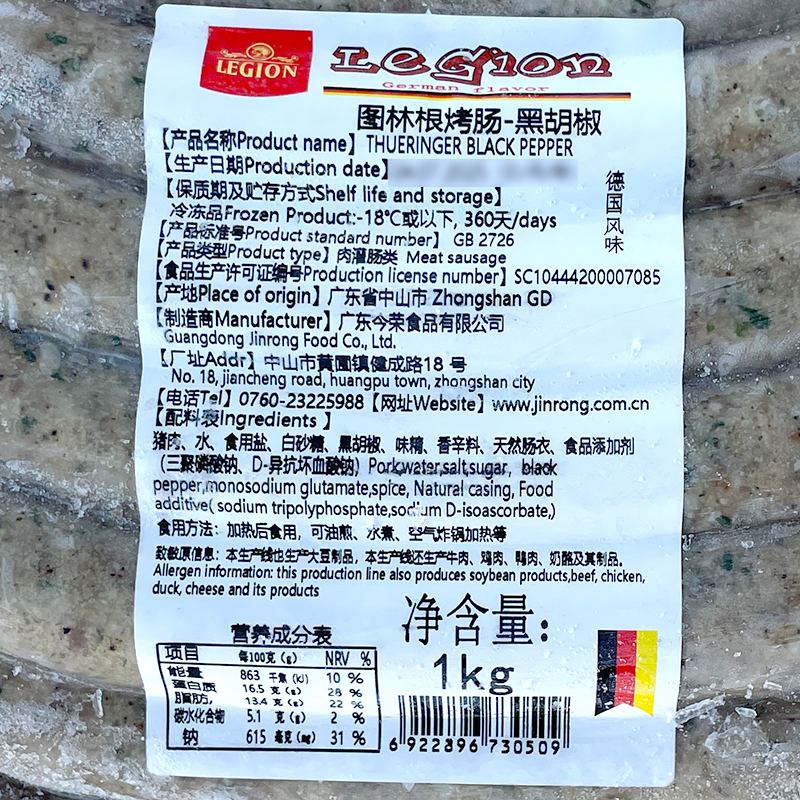 LEGION
Legion
German flavor
图林根烤肠-黑胡椒
【产品名称Product name】THUERINGER BLACK PEPPER
【生产日期Production date】
【保质期及贮存方式Shelf life and storage】
冷冻品Frozen Product:-18℃或以下, 360天/days
【产品标准号Product standard number】 GB 2726
【产品类型Product type】肉灌肠类 Meat sausage
【食品生产许可证编号Production license number】SC10444200007085
【产地Place of origin】广东省中山市 Zhongshan GD
【制造商Manufacturer】广东今荣食品有限公司
Guangdong Jinrong Food Co., Ltd.
【厂址Addr】中山市黄圃镇健成路18 号
No. 18, jiancheng road, huangpu town, zhongshan city
【电话Tel】0760-23225988【网址Website】www.jinrong.com.cn
【配料表Ingredients 】
猪肉、水、食用盐、白砂糖、黑胡椒、味精、香辛料、天然肠衣、食品添加剂
（三聚磷酸钠、D-异抗坏血酸钠）Pork,water,salt,sugar, black
pepper,monosodium glutamate,spice, Natural casing, Food
additive( sodium tripolyphosphate,sodium D-isoascorbate,)
食用方法：加热后食用，可油煎、水煮、空气炸锅加热等
致敏原信息：本生产线也生产大豆制品，本生产线还生产牛肉、鸡肉、鸭肉、奶酪及其制品。
Allergen information: this production line also produces soybean products,beef, chicken,
duck, cheese and its products
德国风味
净含量：
1kg
营养成分表
项目 每100克 (g) NRV %
能量 863 千焦 (kJ) 10 %
蛋白质 16.5 克 (g) 28 %
脂肪, 13.4 克 (g) 22 %
碳水化合物 5.1 克 (g) 2 %
钠 615 毫克 (mg) 31 %
6 922896 730509